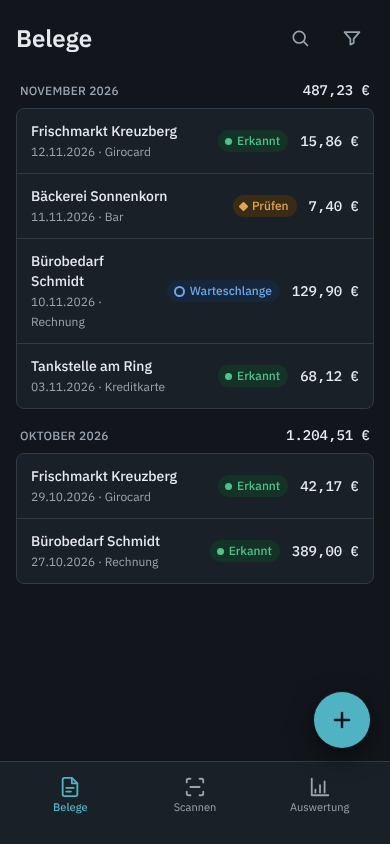 Belege
NOVEMBER 2026 487,23 €
Frischmarkt Kreuzberg
12.11.2026 · Girocard
Erkannt 15,86 €
Bäckerei Sonnenkorn
11.11.2026 · Bar
Prüfen 7,40 €
Bürobedarf
Schmidt
10.11.2026 ·
Rechnung
Warteschlange 129,90 €
Tankstelle am Ring
03.11.2026 · Kreditkarte
Erkannt 68,12 €
OKTOBER 2026 1.204,51 €
Frischmarkt Kreuzberg
29.10.2026 · Girocard
Erkannt 42,17 €
Bürobedarf Schmidt
27.10.2026 · Rechnung
Erkannt 389,00 €
Belege Scannen Auswertung